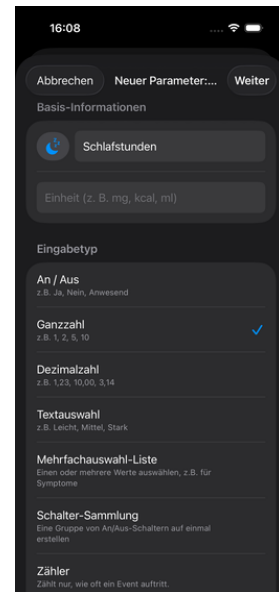 16:08
Abbrechen Neuer Parameter:... Weiter
Basis-Informationen
Schlafstunden
Einheit (z. B. mg, kcal, ml)
Eingabetyp
An / Aus
z.B. Ja, Nein, Anwesend
Ganzzahl
z.B. 1, 2, 5, 10
Dezimalzahl
z.B. 1,23, 10,00, 3,14
Textauswahl
z.B. Leicht, Mittel, Stark
Mehrfachauswahl-Liste
Einen oder mehrere Werte auswählen, z.B. für
Symptome
Schalter-Sammlung
Eine Gruppe von An/Aus-Schaltern auf einmal
erstellen
Zähler
Zählt nur, wie oft ein Event auftritt.